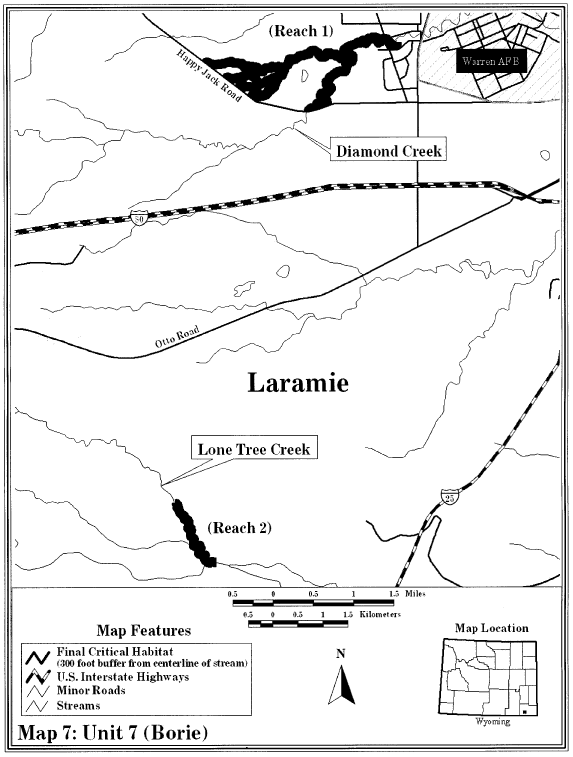 (Reach 1)
Happy Jack Road
Warren AFB
Diamond Creek
80
Otto Road
Laramie
Lone Tree Creek
25
(Reach 2)
0.5 0 0.5 1 1.5 Miles
0.5 0 0.5 1 1.5 Kilometers
Map Features
Final Critical Habitat
(300 foot buffer from centerline of stream)
U.S. Interstate Highways
Minor Roads
Streams
N
Map Location
Wyoming
Map 7: Unit 7 (Borie)